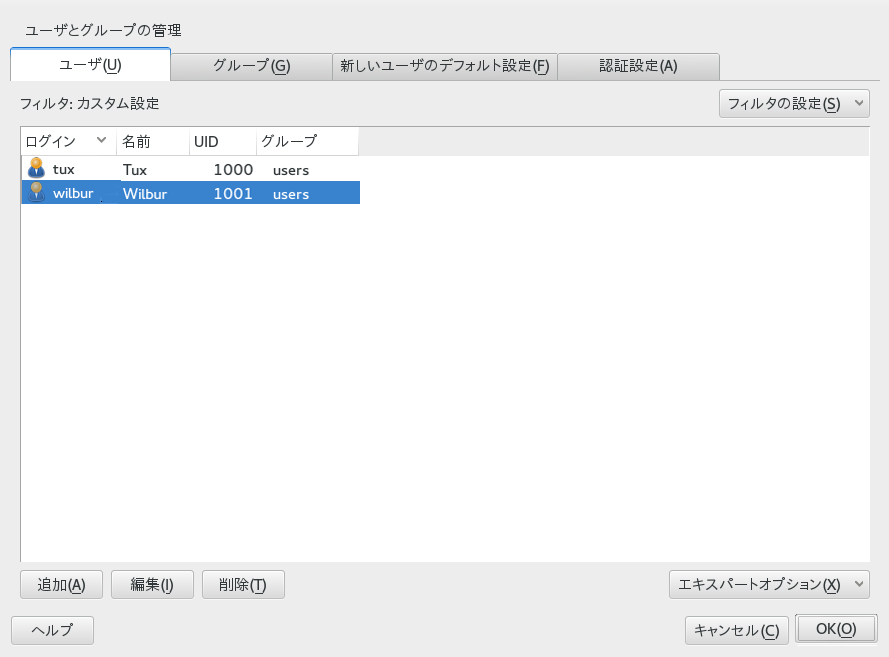 ユーザとグループの管理
ユーザ(U) グループ(G) 新しいユーザのデフォルト設定(F) 認証設定(A)
フィルタ: カスタム設定 フィルタの設定(S)
ログイン 名前 UID グループ
tux Tux 1000 users
wilbur Wilbur 1001 users
追加(A) 編集(I) 削除(T) エキスパートオプション(X)
ヘルプ キャンセル(C) OK(O)